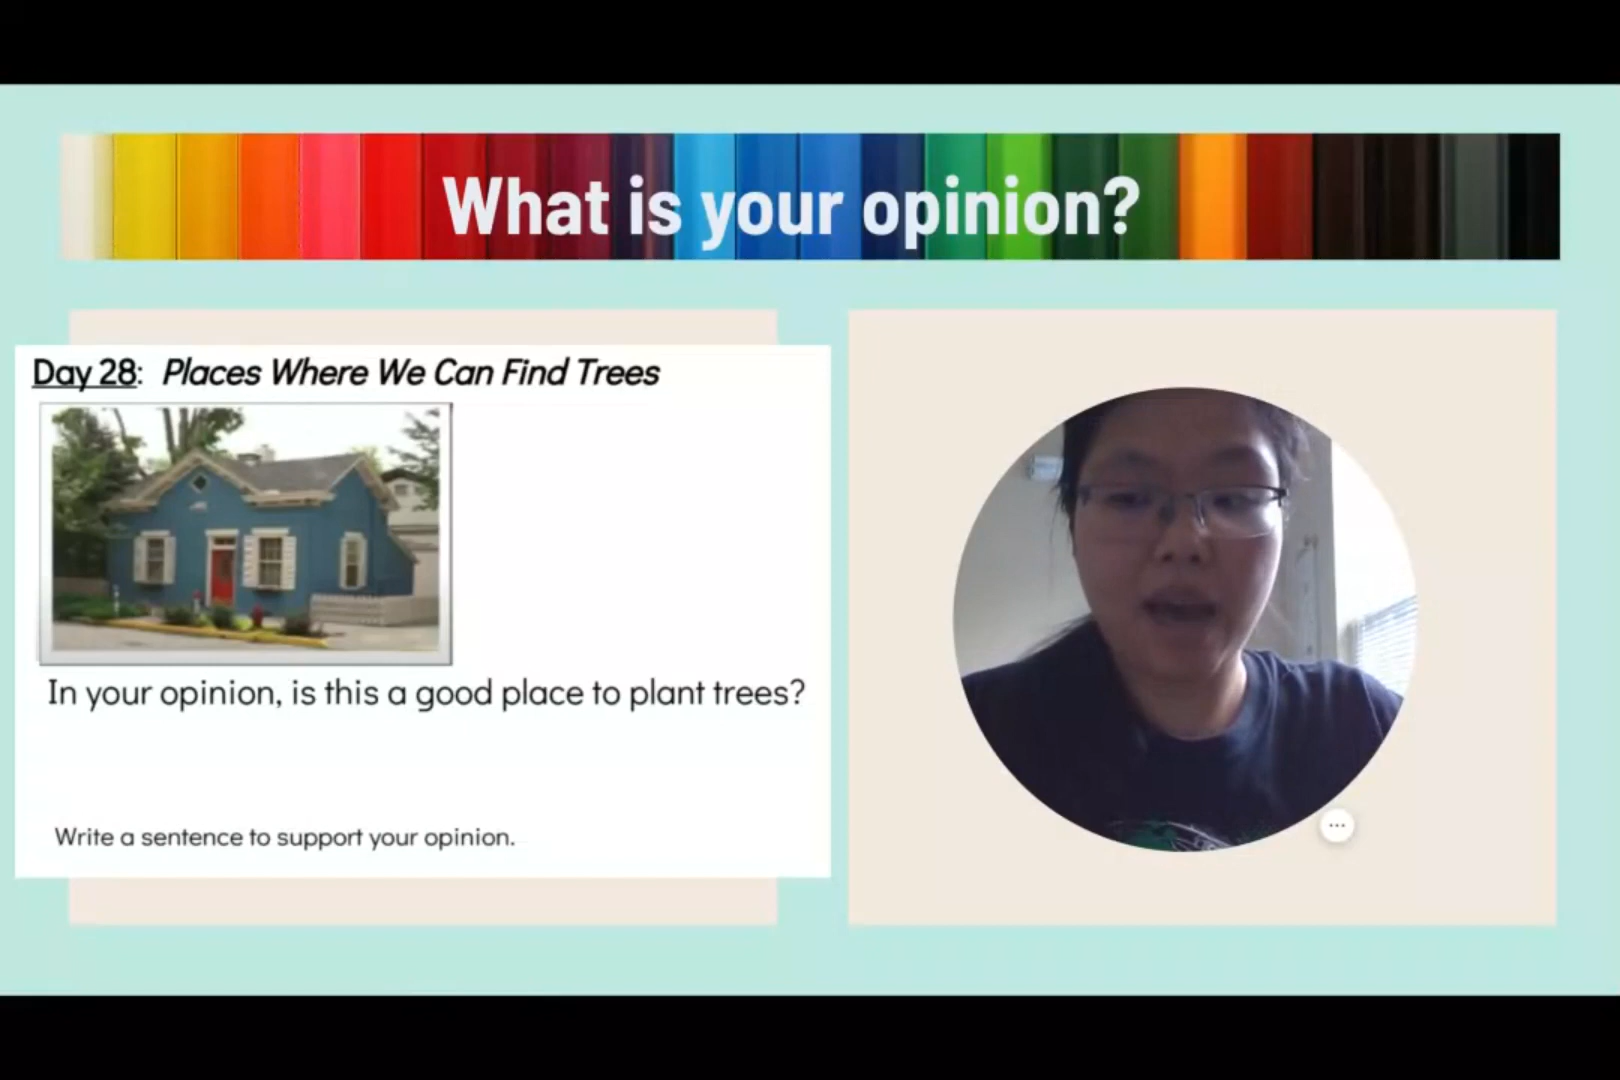 What is your opinion?
Day 28: Places Where We Can Find Trees
In your opinion, is this a good place to plant trees?
Write a sentence to support your opinion.